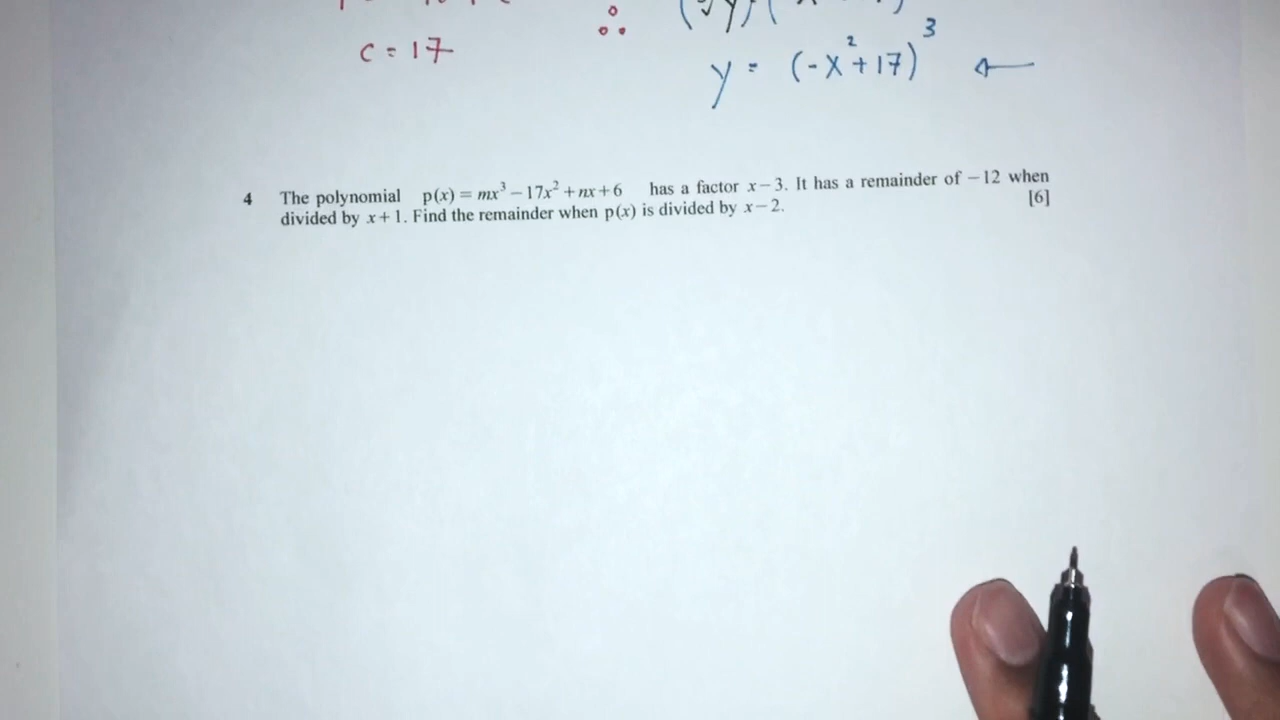 c = 17
∴
y = (-x² + 17)³ ←
4 The polynomial p(x) = mx³ − 17x² + nx + 6 has a factor x − 3. It has a remainder of −12 when
divided by x + 1. Find the remainder when p(x) is divided by x − 2. [6]